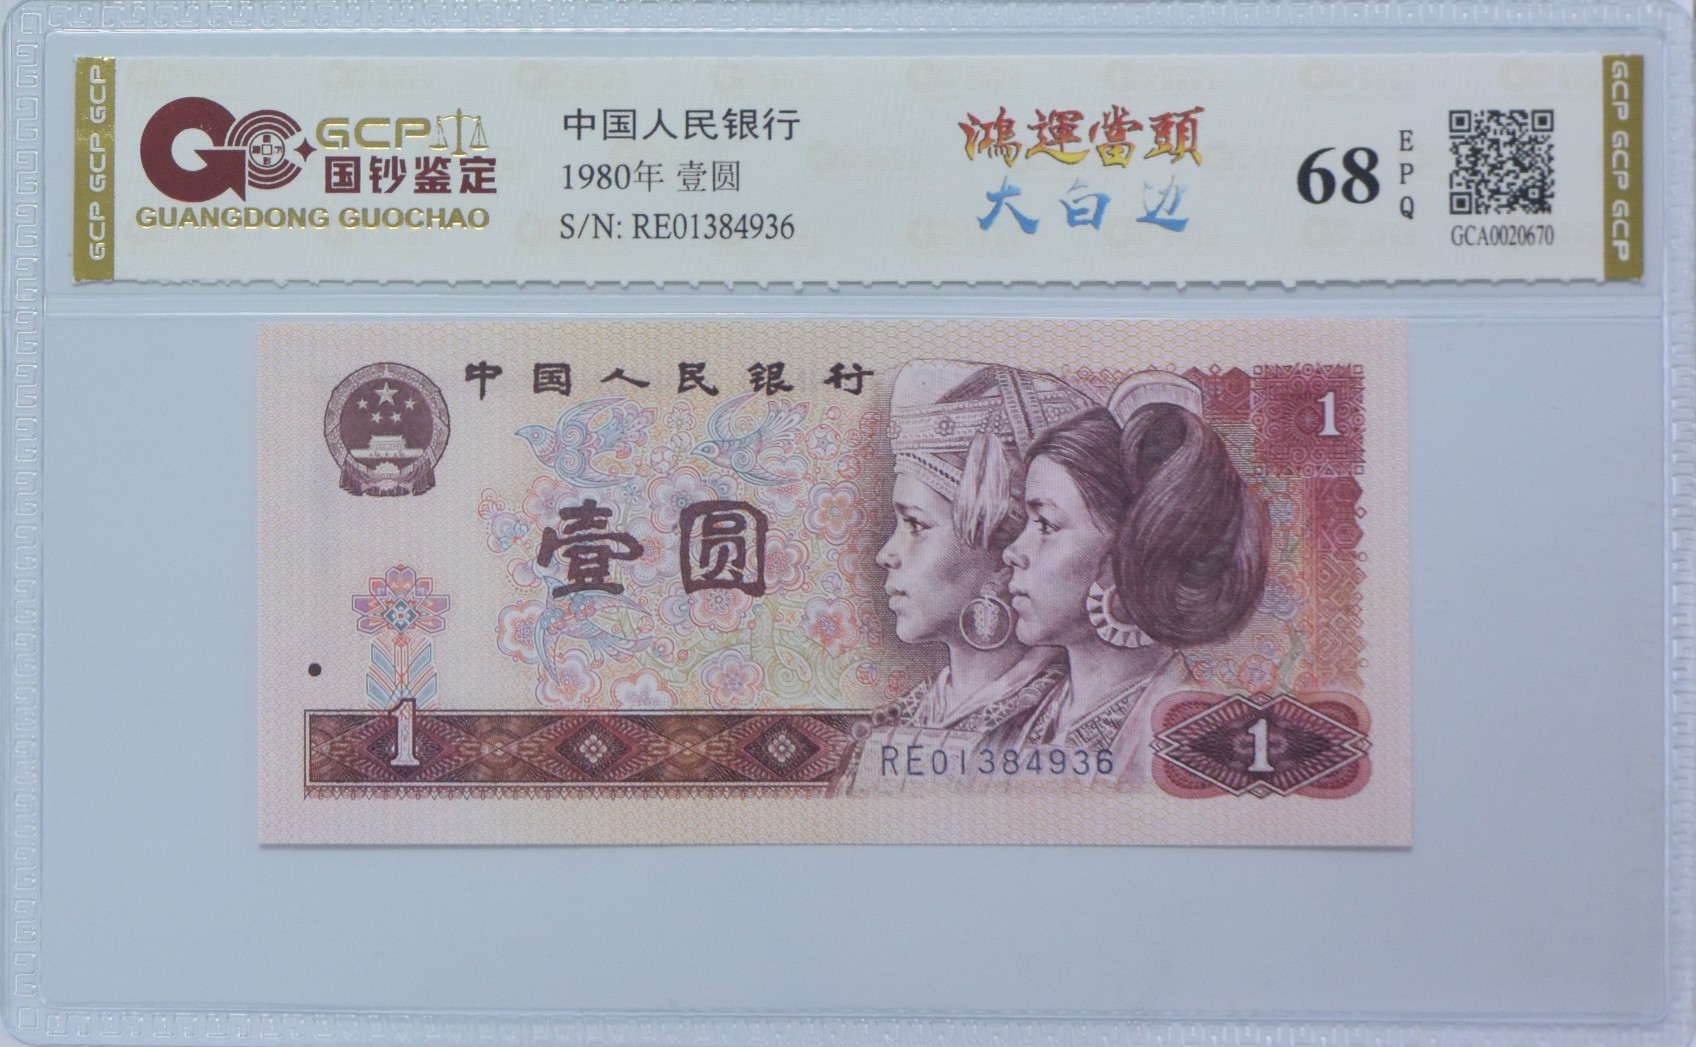 GCP GCP GCP
GCP
国钞鉴定
GUANGDONG GUOCHAO
中国人民银行
1980年 壹圆
S/N: RE01384936
鴻運當頭
大白边
68
EPQ
GCA0020670
GCP GCP GCP
中国人民银行
1
壹圆
1
RE01384936
1